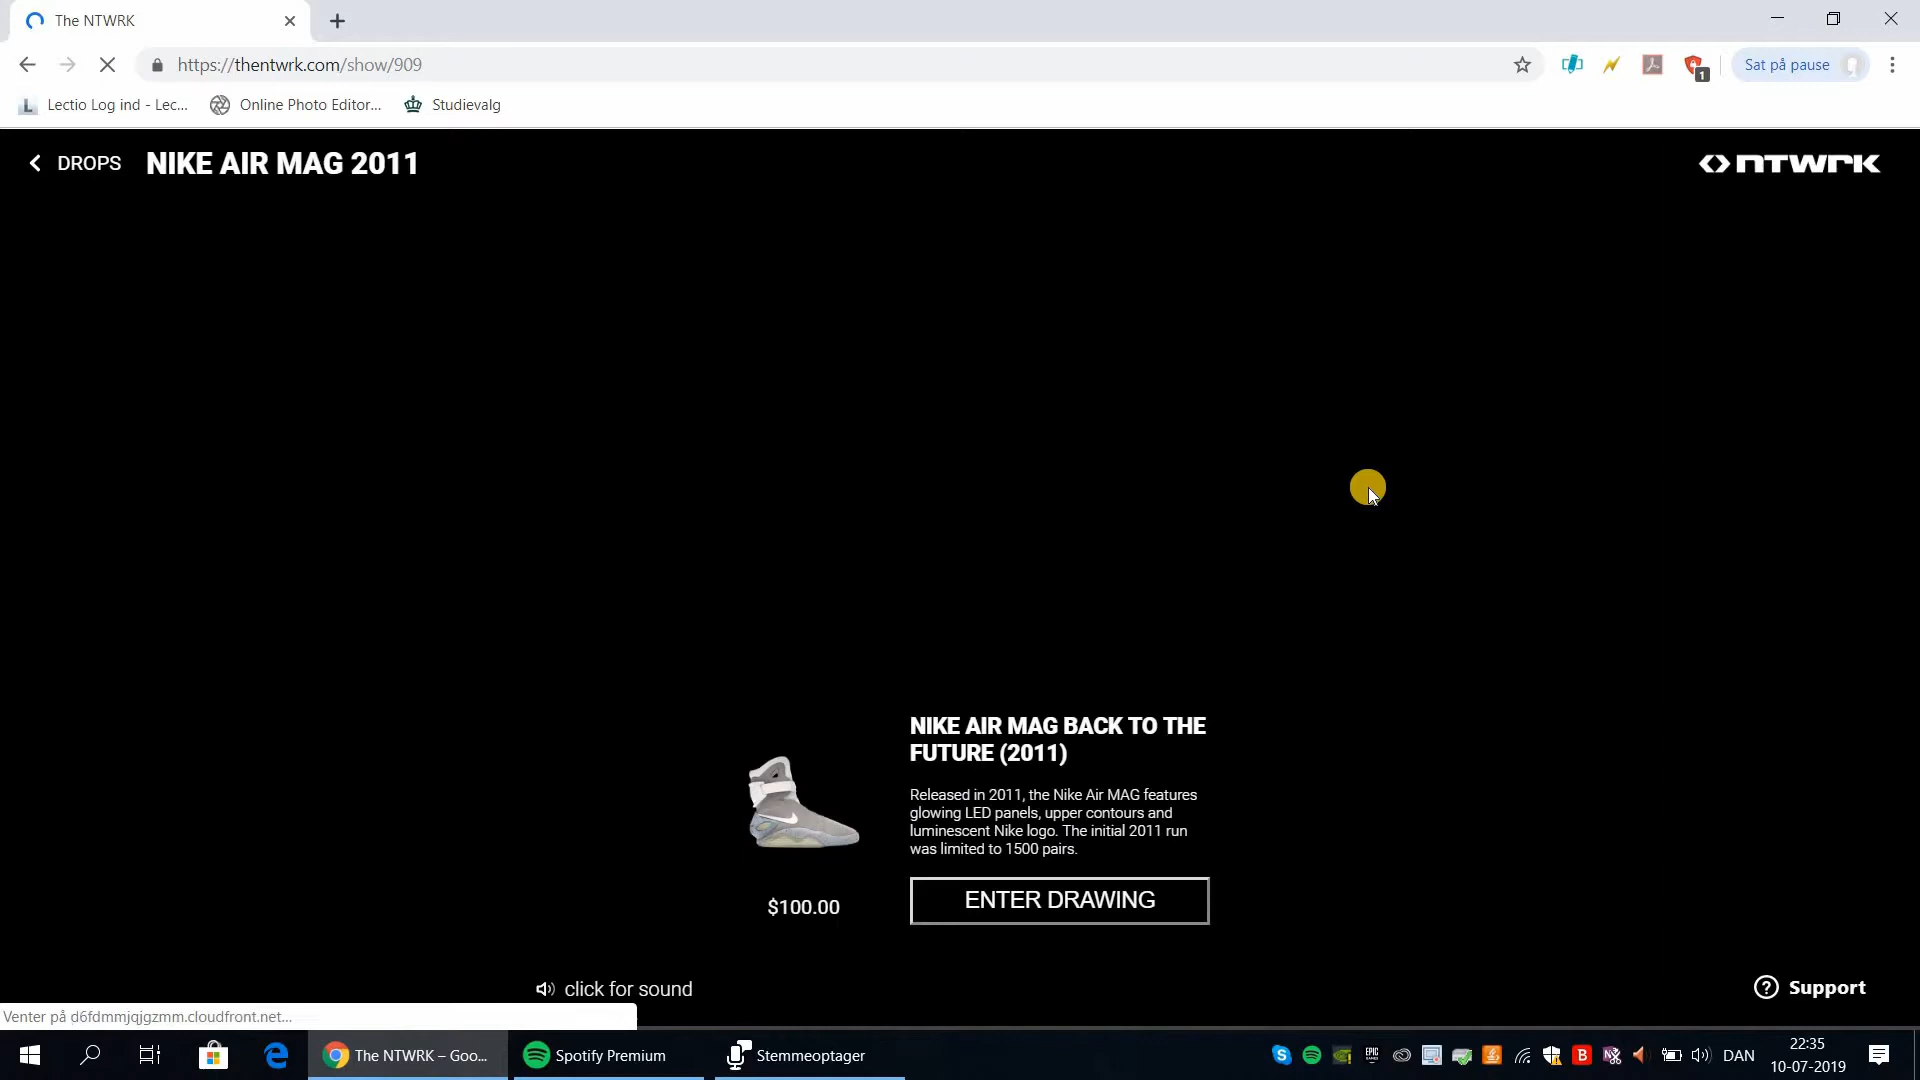 The NTWRK
https://thentwrk.com/show/909
1
Sat på pause
Lectio Log ind - Lec...
Online Photo Editor...
Studievalg
DROPS
NIKE AIR MAG 2011
NTWRK
NIKE AIR MAG BACK TO THE
FUTURE (2011)
Released in 2011, the Nike Air MAG features
glowing LED panels, upper contours and
luminescent Nike logo. The initial 2011 run
was limited to 1500 pairs.
$100.00
ENTER DRAWING
click for sound
Support
Venter på d6fdmmjqjgzmm.cloudfront.net...
The NTWRK – Goo...
Spotify Premium
Stemmeoptager
DAN
22:35
10-07-2019